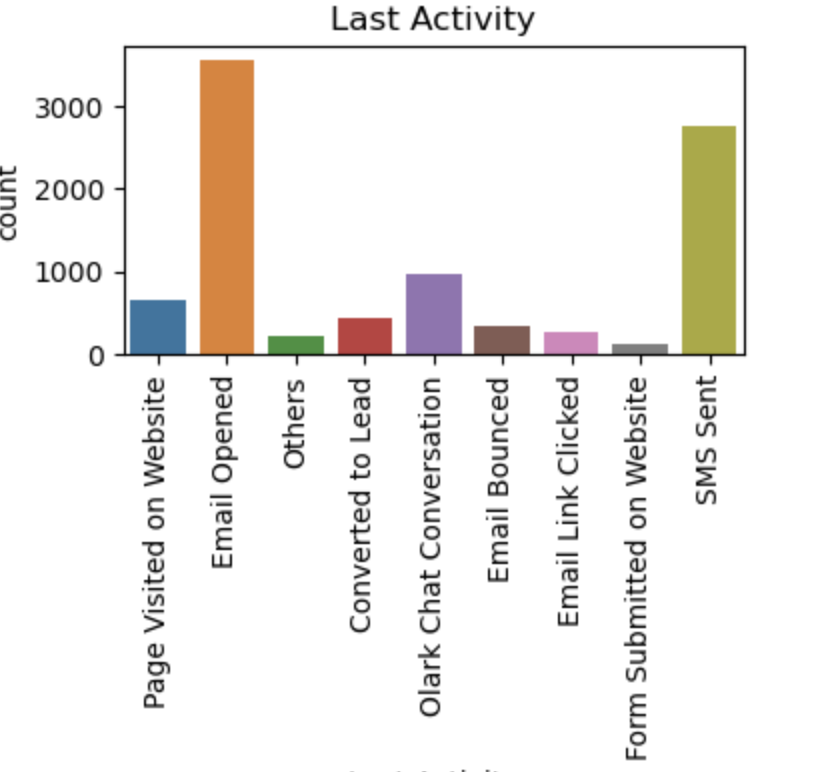 Last Activity
count
3000
2000
1000
0
Page Visited on Website
Email Opened
Others
Converted to Lead
Olark Chat Conversation
Email Bounced
Email Link Clicked
Form Submitted on Website
SMS Sent